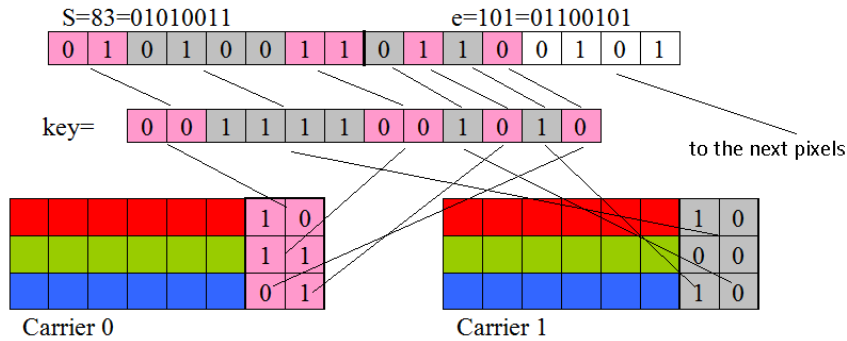 S=83=01010011 e=101=01100101
0 1 0 1 0 0 1 1 0 1 1 0 0 1 0 1
key= 0 0 1 1 1 1 0 0 1 0 1 0
to the next pixels
1 0 1 0
1 1 0 0
0 1 1 0
Carrier 0 Carrier 1